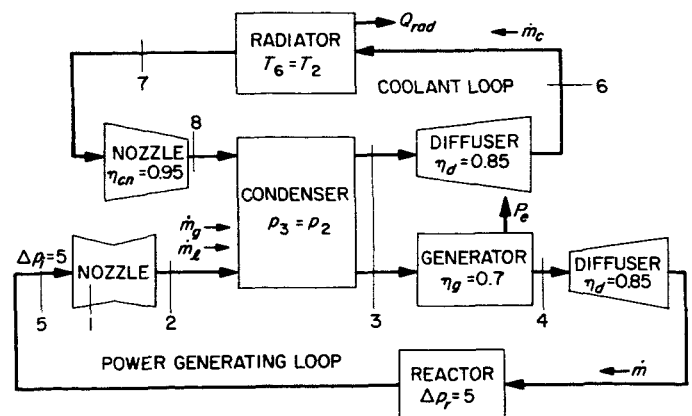 RADIATOR
T6 = T2
Qrad
ṁc
7
COOLANT LOOP
6
8
NOZZLE
ηcn = 0.95
CONDENSER
p3 = p2
DIFFUSER
ηd = 0.85
ṁg
ṁℓ
Pe
Δpf = 5
NOZZLE
GENERATOR
ηg = 0.7
DIFFUSER
ηd = 0.85
5
1
2
3
4
POWER GENERATING LOOP
ṁ
REACTOR
Δpr = 5